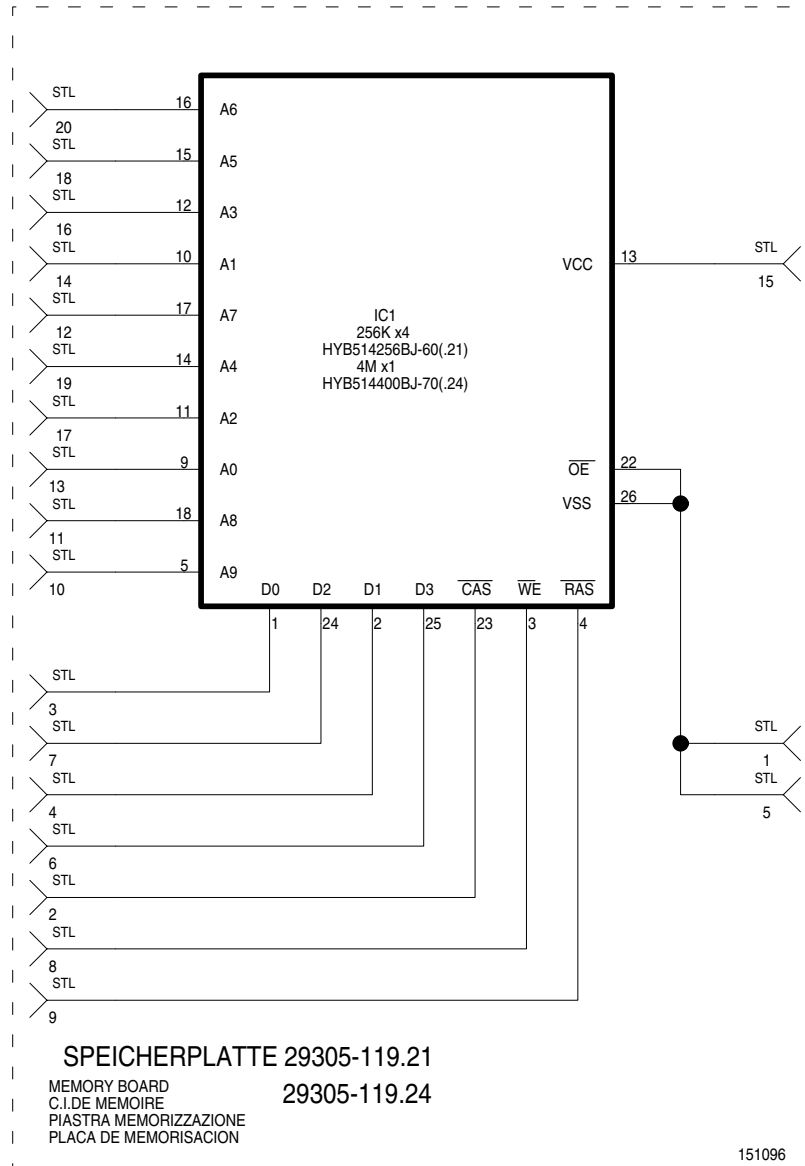 STL
16 A6
20
STL
15 A5
18
STL
12 A3
16
STL
10 A1 VCC 13 STL
14 15
STL
17 A7 IC1
12 256K x4
STL HYB514256BJ-60(.21)
14 A4 4M x1
19 HYB514400BJ-70(.24)
STL
11 A2
17
STL
9 A0 OE 22
13
STL VSS 26
18 A8
11
STL
5 A9
10
D0 D2 D1 D3 CAS WE RAS
1 24 2 25 23 3 4
STL
3
STL STL
7 1
STL STL
4 5
STL
6
STL
2
STL
8
STL
9
SPEICHERPLATTE 29305-119.21
MEMORY BOARD 29305-119.24
C.I.DE MEMOIRE
PIASTRA MEMORIZZAZIONE
PLACA DE MEMORISACION
151096